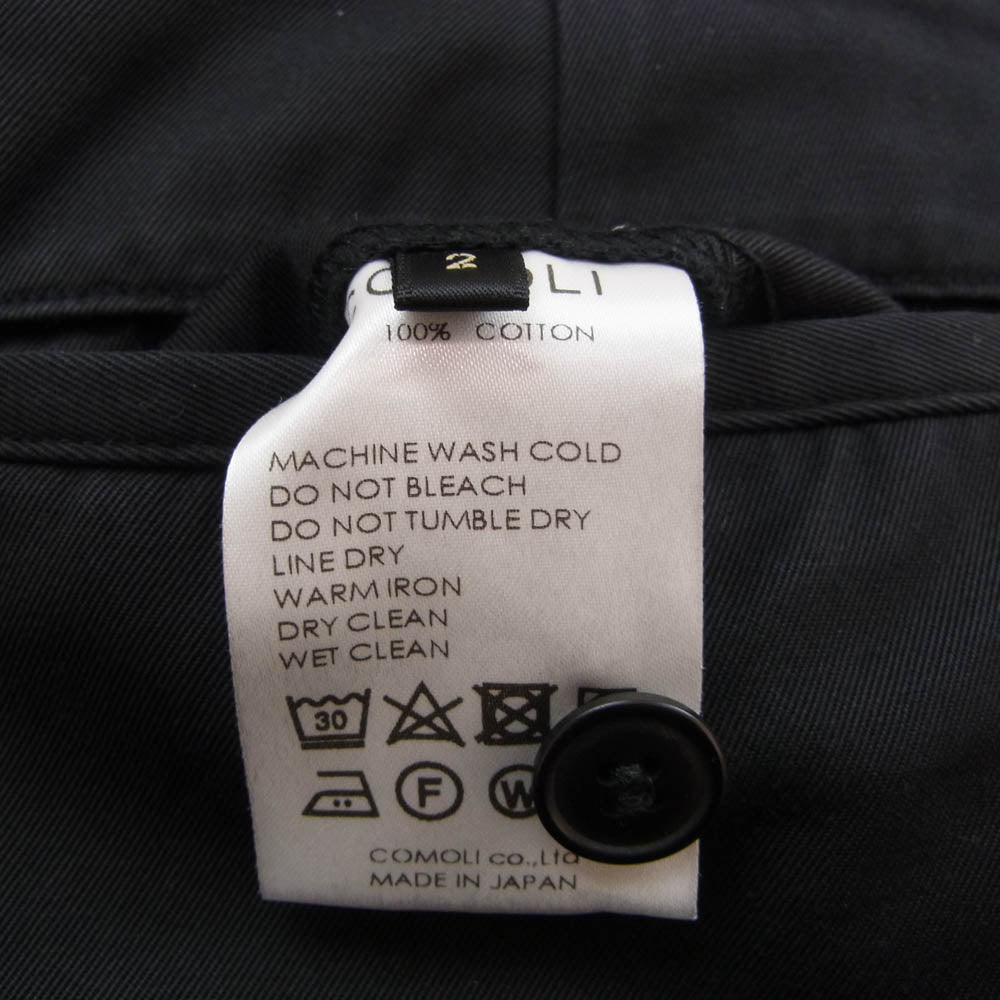 2
COMOLI
100% COTTON
MACHINE WASH COLD
DO NOT BLEACH
DO NOT TUMBLE DRY
LINE DRY
WARM IRON
DRY CLEAN
WET CLEAN
30
F W
COMOLI co.,Ltd
MADE IN JAPAN